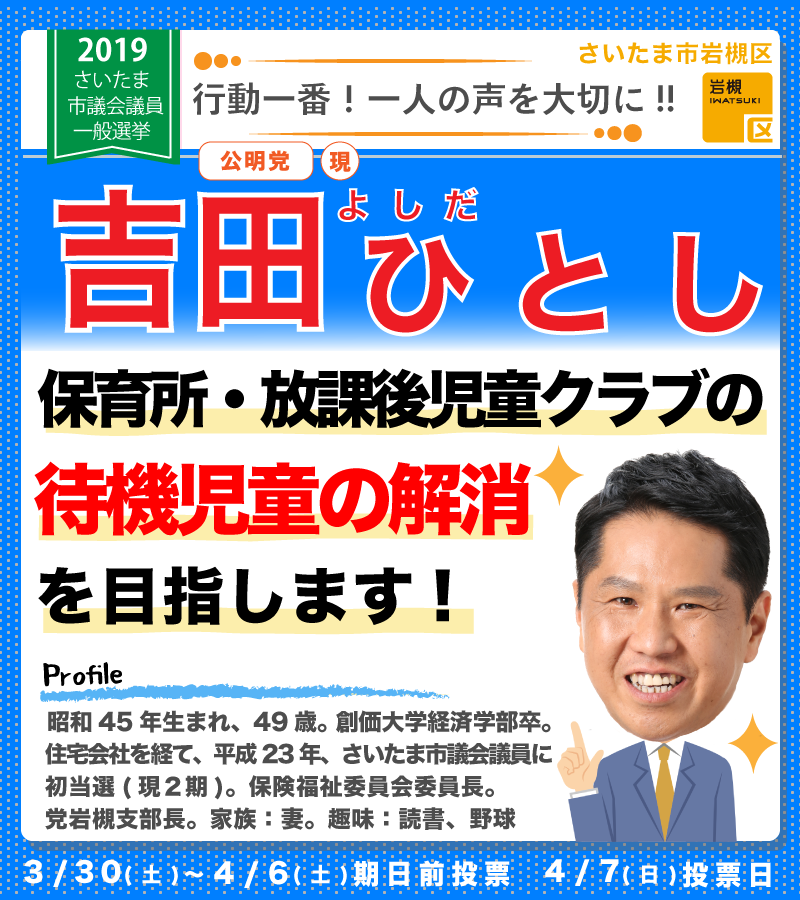 2019
さいたま
市議会議員
一般選挙
さいたま市岩槻区
行動一番！一人の声を大切に!!
岩槻
IWATSUKI
区
公明党 現
よしだ
吉田ひとし
保育所・放課後児童クラブの
待機児童の解消
を目指します！
Profile
昭和45年生まれ、49歳。創価大学経済学部卒。
住宅会社を経て、平成23年、さいたま市議会議員に
初当選(現２期)。保険福祉委員会委員長。
党岩槻支部長。家族：妻。趣味：読書、野球
3/30(土)~4/6(土)期日前投票 4/7(日)投票日